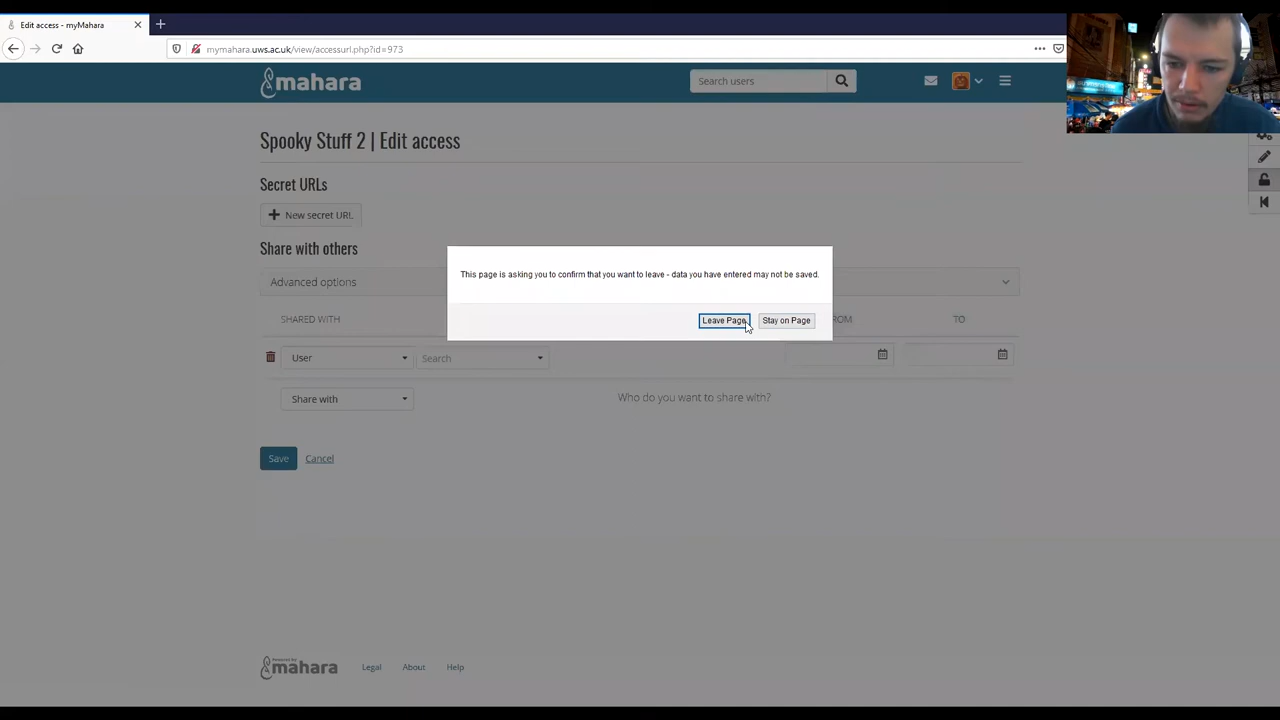 Edit access - myMahara
mymahara.uws.ac.uk/view/accessurl.php?id=973
mahara
Search users
Spooky Stuff 2 | Edit access
Secret URLs
New secret URL
Share with others
This page is asking you to confirm that you want to leave - data you have entered may not be saved.
Advanced options
Leave Page
Stay on Page
SHARED WITH
ROM
TO
User
Search
Share with
Who do you want to share with?
Save
Cancel
Powered by
mahara
Legal
About
Help